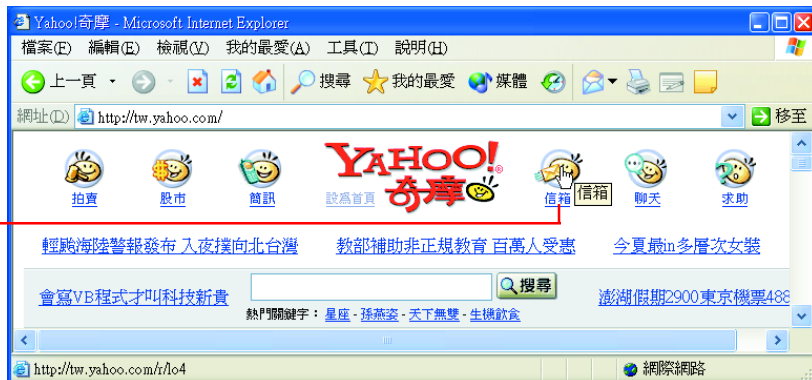 Yahoo!奇摩 - Microsoft Internet Explorer
檔案(F) 編輯(E) 檢視(V) 我的最愛(A) 工具(T) 說明(H)
上一頁 搜尋 我的最愛 媒體
網址(D) http://tw.yahoo.com/ 移至
YAHOO!
奇摩
拍賣 股市 簡訊 設為首頁 信箱 信箱 聊天 求助
輕颱海陸警報發布 入夜撲向北台灣 教部補助非正規教育 百萬人受惠 今夏最in多層次女裝
會寫VB程式才叫科技新貴 搜尋 澎湖假期2900東京機票488
熱門關鍵字：星座 - 孫燕姿 - 天下無雙 - 生機飲食
http://tw.yahoo.com/r/lo4 網際網路